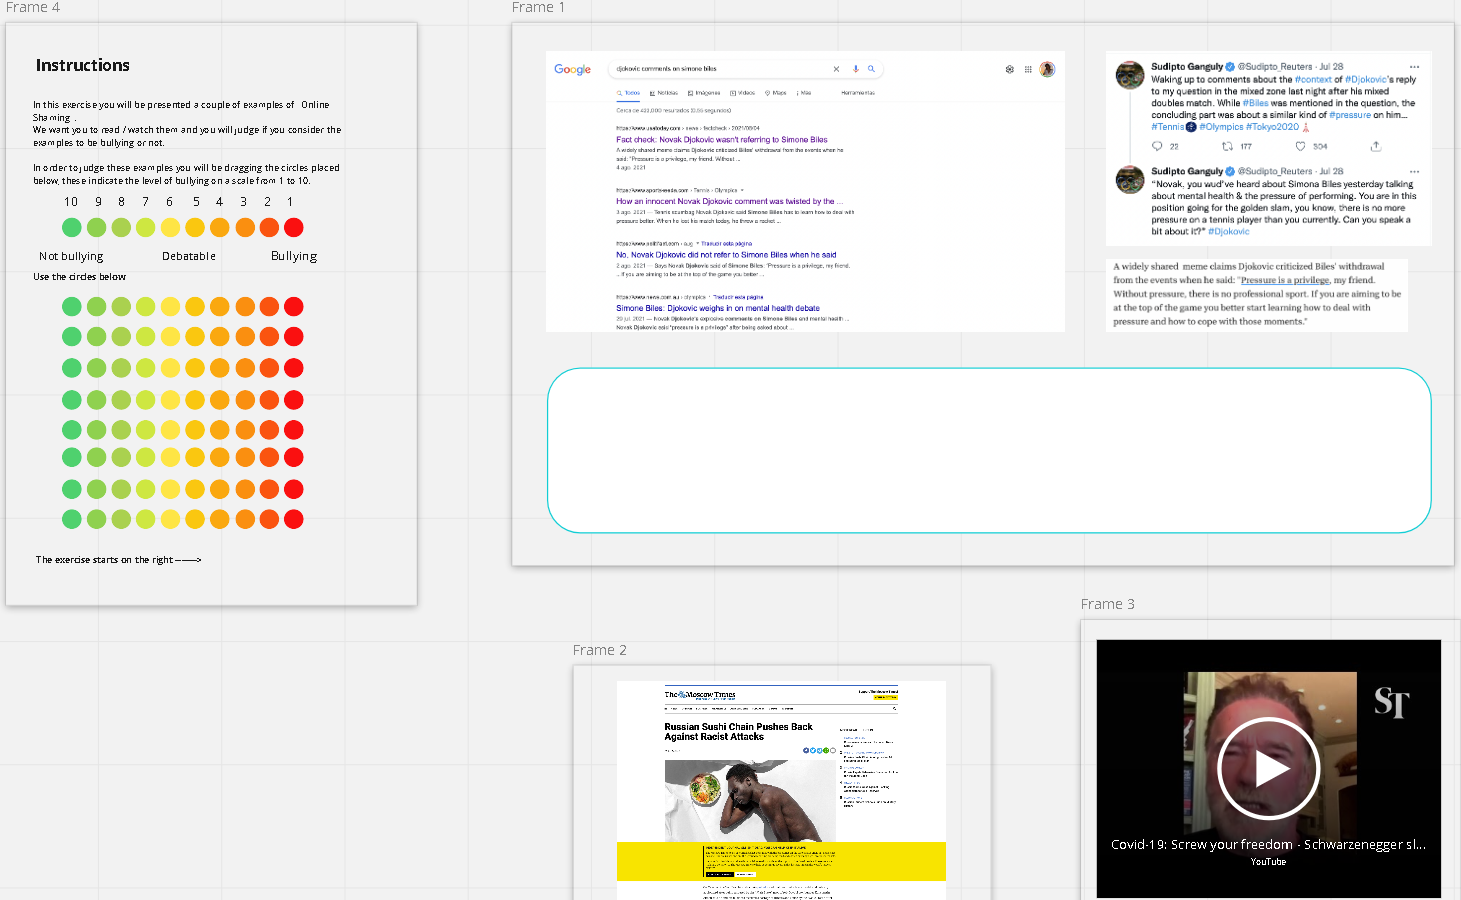 Frame 4
Instructions
In this exercise you will be presented a couple of examples of Online
Shaming .
We want you to read / watch them and you will judge if you consider the
examples to be bullying or not.
In order to judge these examples you will be dragging the circles placed
below, these indicate the level of bullying on a scale from 1 to 10.
10 9 8 7 6 5 4 3 2 1
Not bullying Debatable Bullying
Use the circles below
The exercise starts on the right ------>
Frame 1
Google
djokovic comments on simone biles
Todos Noticias Imágenes Videos Maps Más Herramientas
Cerca de 422,000 resultados (0.55 segundos)
https://www.usatoday.com › news › factcheck › 2021/08/04
Fact check: Novak Djokovic wasn't referring to Simone Biles
A widely shared meme claims Djokovic criticized Biles' withdrawal from the events when he
said: "Pressure is a privilege, my friend. Without ...
4 ago. 2021
https://www.sportskeeda.com › Tennis › Olympics
How an innocent Novak Djokovic comment was twisted by the ...
3 ago. 2021 — Tennis scumbag Novak Djokovic said Simone Biles has to learn how to deal with
pressure better. When he lost his match today, he threw a racket ...
https://www.politifact.com › aug Traducir esta página
No, Novak Djokovic did not refer to Simone Biles when he said
2 ago. 2021 — Says Novak Djokovic said of Simone Biles: "Pressure is a privilege, my friend.
... If you are aiming to be at the top of the game you better ...
https://www.news.com.au › olympics Traducir esta página
Simone Biles: Djokovic weighs in on mental health debate
29 jul. 2021 — Novak Djokovic's explosive comments on Simone Biles and mental health ...
Novak Djokovic said "pressure is a privilege" after being asked about...
Sudipto Ganguly @Sudipto_Reuters · Jul 28
Waking up to comments about the #context of #Djokovic's reply
to my question in the mixed zone last night after his mixed
doubles match. While #Biles was mentioned in the question, the
concluding part was about a similar kind of #pressure on him...
#Tennis #Olympics #Tokyo2020
22 177 504
Sudipto Ganguly @Sudipto_Reuters · Jul 28
"Novak, you wud've heard about Simona Biles yesterday talking
about mental health & the pressure of performing. You are in this
position going for the golden slam, you know, there is no more
pressure on a tennis player than you currently. Can you speak a
bit about it?" #Djokovic
A widely shared meme claims Djokovic criticized Biles' withdrawal
from the events when he said: "Pressure is a privilege, my friend.
Without pressure, there is no professional sport. If you are aiming to be
at the top of the game you better start learning how to deal with
pressure and how to cope with those moments."
Frame 2
The Moscow Times
Russian Sushi Chain Pushes Back
Against Racist Attacks
Frame 3
ST
Covid-19: Screw your freedom - Schwarzenegger sl...
YouTube